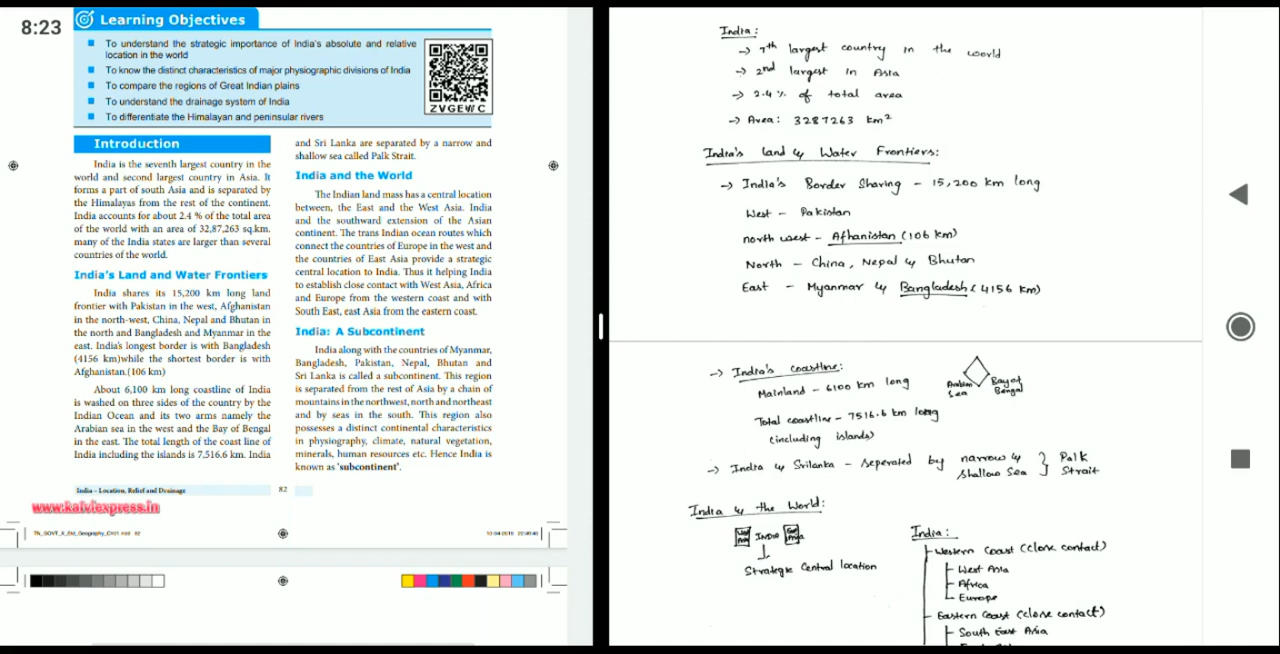 8:23
Learning Objectives
To understand the strategic importance of India's absolute and relative
location in the world
To know the distinct characteristics of major physiographic divisions of India
To compare the regions of Great Indian plains
To understand the drainage system of India
To differentiate the Himalayan and peninsular rivers
ZVGEWC
Introduction
India is the seventh largest country in the
world and second largest country in Asia. It
forms a part of south Asia and is separated by
the Himalayas from the rest of the continent.
India accounts for about 2.4 % of the total area
of the world with an area of 32,87,263 sq.km.
many of the India states are larger than several
countries of the world.
India's Land and Water Frontiers
India shares its 15,200 km long land
frontier with Pakistan in the west, Afghanistan
in the north-west, China, Nepal and Bhutan in
the north and Bangladesh and Myanmar in the
east. India's longest border is with Bangladesh
(4156 km)while the shortest border is with
Afghanistan.(106 km)
About 6,100 km long coastline of India
is washed on three sides of the country by the
Indian Ocean and its two arms namely the
Arabian sea in the west and the Bay of Bengal
in the east. The total length of the coast line of
India including the islands is 7,516.6 km. India
and Sri Lanka are separated by a narrow and
shallow sea called Palk Strait.
India and the World
The Indian land mass has a central location
between, the East and the West Asia. India
and the southward extension of the Asian
continent. The trans Indian ocean routes which
connect the countries of Europe in the west and
the countries of East Asia provide a strategic
central location to India. Thus it helping India
to establish close contact with West Asia, Africa
and Europe from the western coast and with
South East, east Asia from the eastern coast.
India: A Subcontinent
India along with the countries of Myanmar,
Bangladesh, Pakistan, Nepal, Bhutan and
Sri Lanka is called a subcontinent. This region
is separated from the rest of Asia by a chain of
mountains in the northwest, north and northeast
and by seas in the south. This region also
possesses a distinct continental characteristics
in physiography, climate, natural vegetation,
minerals, human resources etc. Hence India is
known as 'subcontinent'.
India – Location, Relief and Drainage
82
www.kalviexpress.in
India:
→ 7th largest country in the world
→ 2nd largest in Asia
→ 2.4 % of total area
→ Area: 3287263 km²
India's land & Water Frontiers:
→ India's Border Sharing - 15,200 km long
West - Pakistan
north west - Afhanistan (106 km)
North - China, Nepal & Bhutan
East - Myanmar & Bangladesh (4156 km)
→ India's coastline:
Mainland - 6100 km long
Arabian Sea
Bay of Bengal
Total coastline - 7516.6 km long
(including islands)
→ India & Srilanka - seperated by narrow & shallow Sea } Palk Strait
India & the World:
INDIA
Strategic Central location
India:
Western Coast (close contact)
West Asia
Africa
Europe
Eastern Coast (close contact)
South East Asia